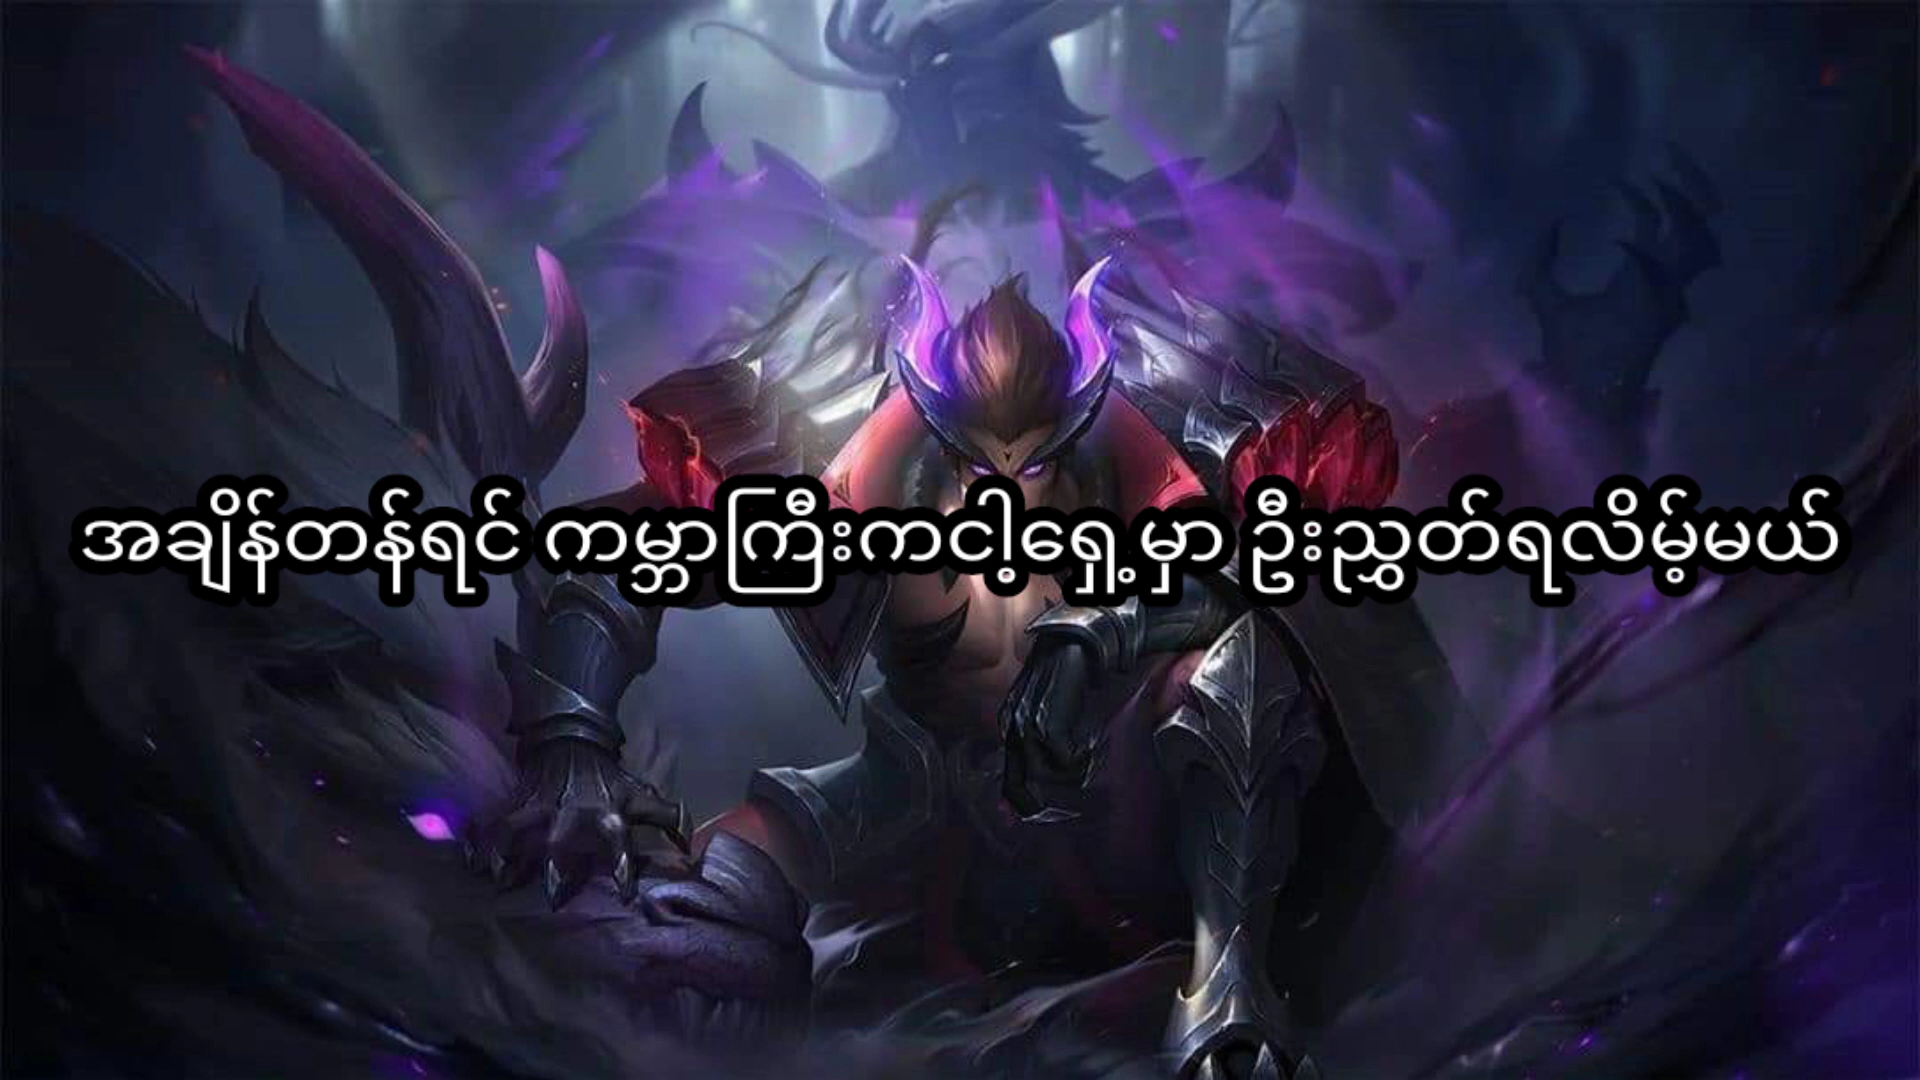 အချိန်တန်ရင် ကမ္ဘာကြီးကငါ့ရှေ့မှာ ဦးညွှတ်ရလိမ့်မယ်